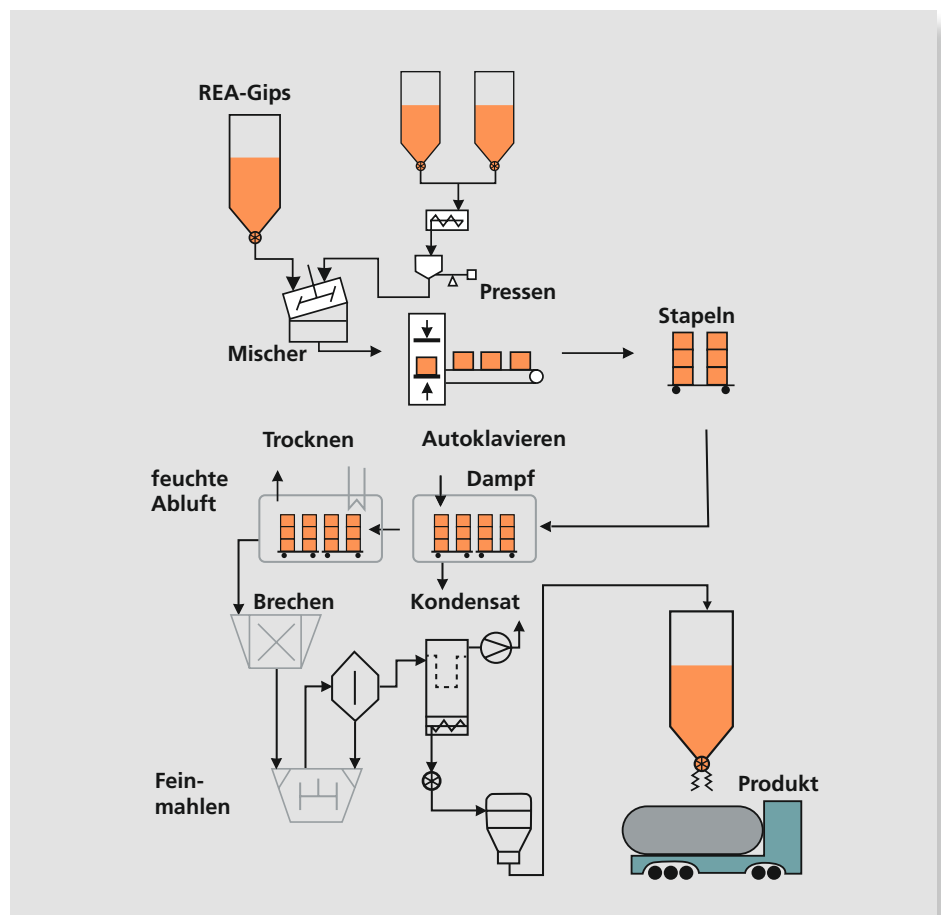 REA-Gips
Pressen
Mischer
Stapeln
Trocknen
Autoklavieren
feuchte
Abluft
Dampf
Brechen
Kondensat
Fein-
mahlen
Produkt